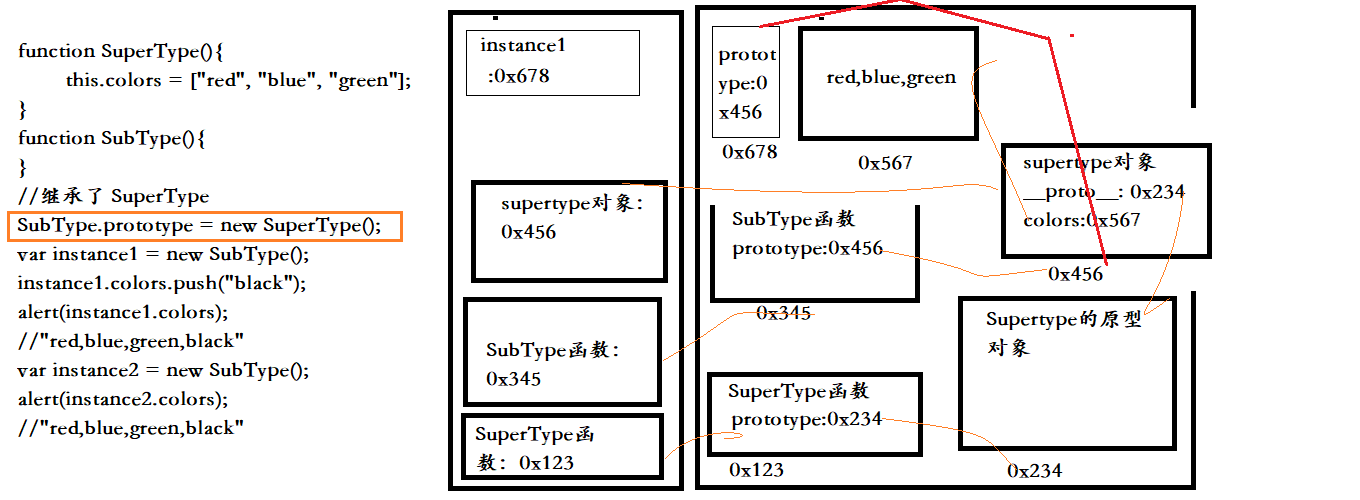 function SuperType(){
this.colors = ["red", "blue", "green"];
}
function SubType(){
}
//继承了 SuperType
SubType.prototype = new SuperType();
var instance1 = new SubType();
instance1.colors.push("black");
alert(instance1.colors);
//"red,blue,green,black"
var instance2 = new SubType();
alert(instance2.colors);
//"red,blue,green,black"
instance1
:0x678
supertype对象:
0x456
SubType函数:
0x345
SuperType函
数: 0x123
protot
ype:0
x456
0x678
red,blue,green
0x567
supertype对象
__proto__: 0x234
colors:0x567
0x456
SubType函数
prototype:0x456
0x345
Supertype的原型
对象
0x234
SuperType函数
prototype:0x234
0x123